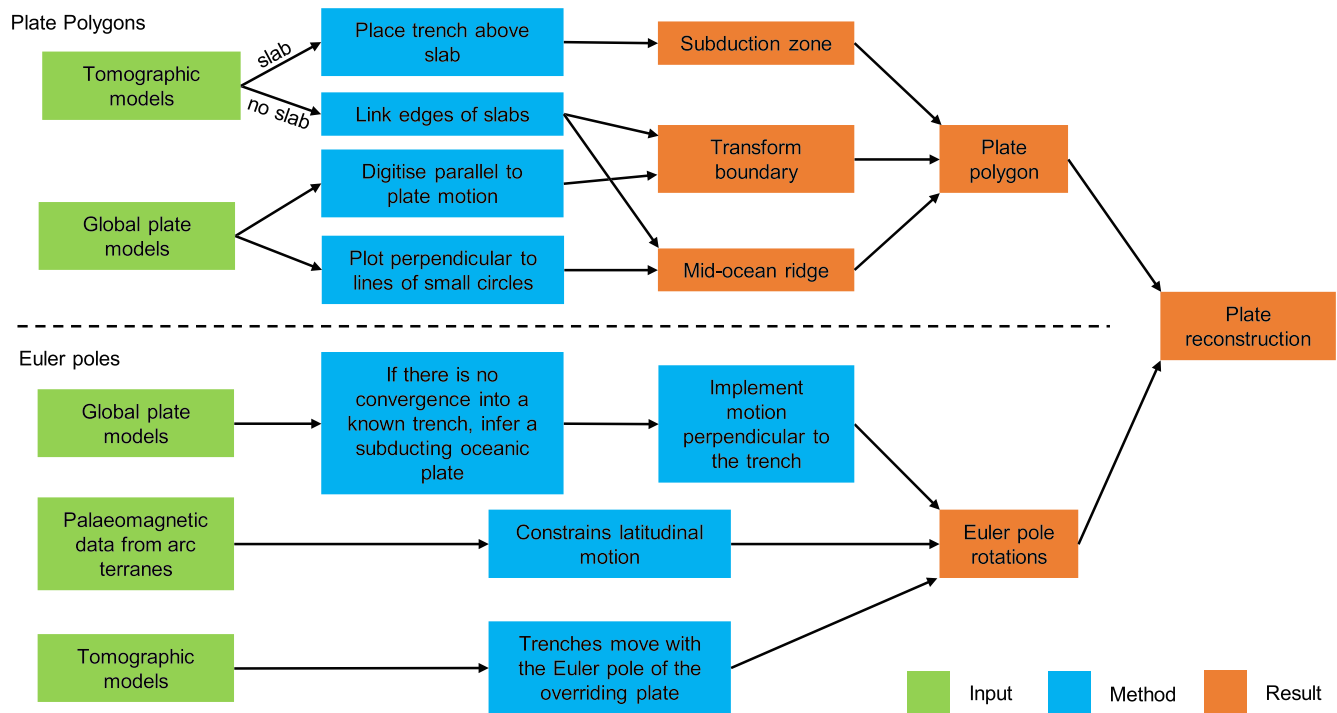 Plate Polygons
Tomographic
models
slab
no slab
Place trench above
slab
Subduction zone
Link edges of slabs
Transform
boundary
Plate
polygon
Digitise parallel to
plate motion
Global plate
models
Plot perpendicular to
lines of small circles
Mid-ocean ridge
Plate
reconstruction
Euler poles
Global plate
models
If there is no
convergence into a
known trench, infer a
subducting oceanic
plate
Implement
motion
perpendicular to
the trench
Palaeomagnetic
data from arc
terranes
Constrains latitudinal
motion
Euler pole
rotations
Tomographic
models
Trenches move with
the Euler pole of the
overriding plate
Input
Method
Result